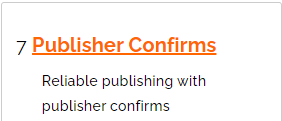 7 Publisher Confirms
Reliable publishing with
publisher confirms